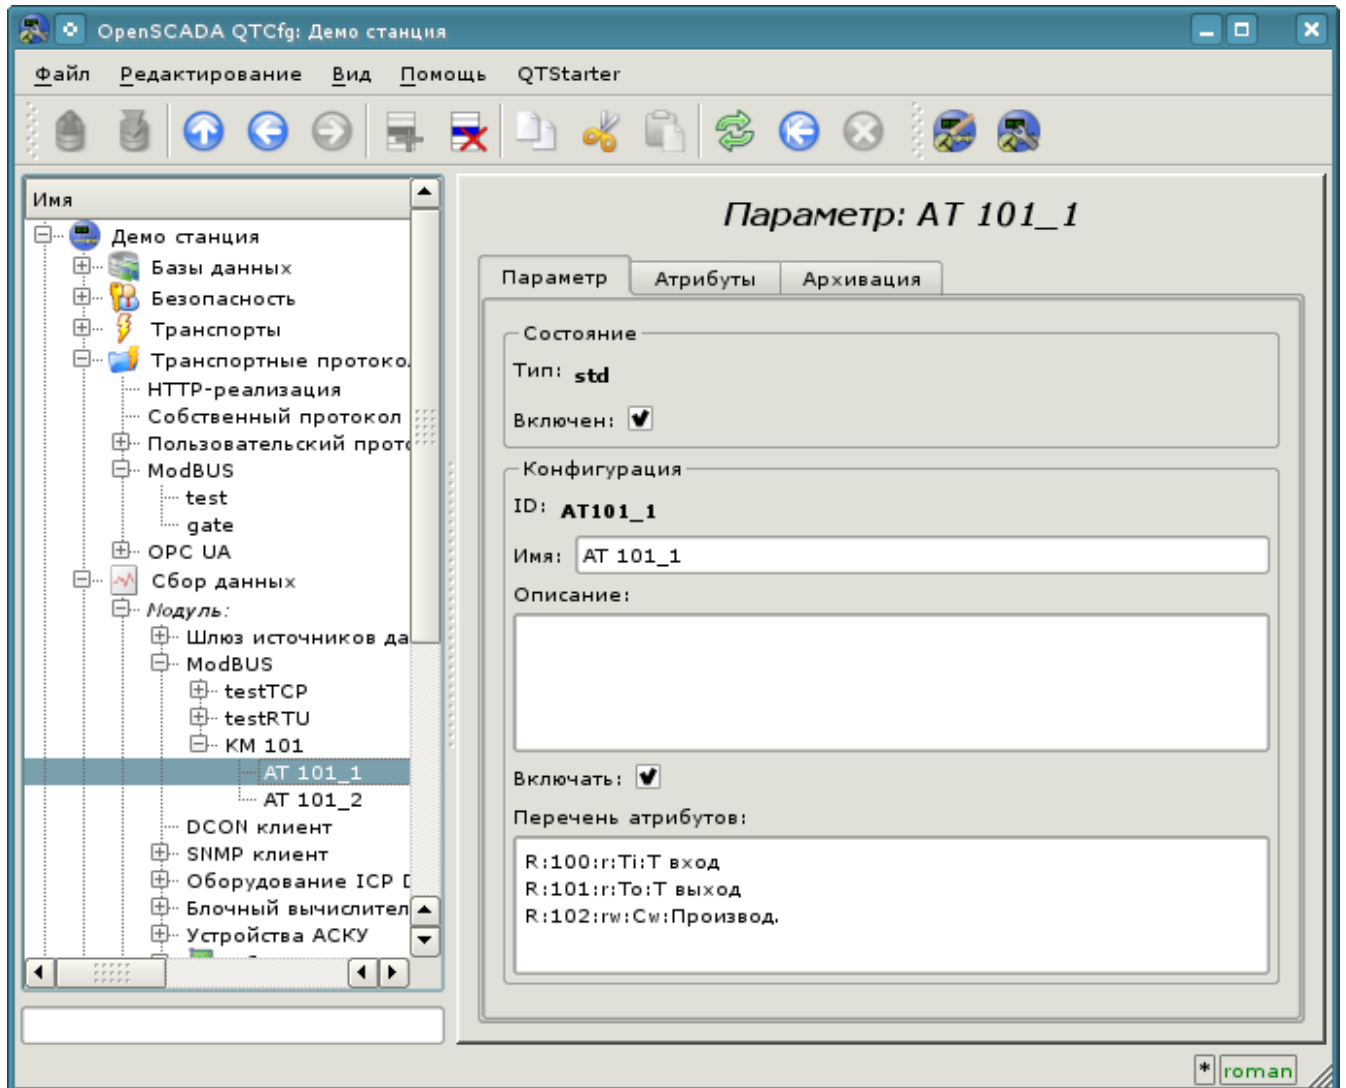 OpenSCADA QTCfg: Демо станция
Файл Редактирование Вид Помощь QTStarter
Имя
Демо станция
Базы данных
Безопасность
Транспорты
Транспортные протоко
HTTP-реализация
Собственный протокол
Пользовательский прото
ModBUS
test
gate
OPC UA
Сбор данных
Модуль:
Шлюз источников да
ModBUS
testTCP
testRTU
KM 101
AT 101_1
AT 101_2
DCON клиент
SNMP клиент
Оборудование ICP D
Блочный вычислител
Устройства АСКУ
Параметр: AT 101_1
Параметр Атрибуты Архивация
Состояние
Тип: std
Включен:
Конфигурация
ID: AT101_1
Имя: AT 101_1
Описание:
Включать:
Перечень атрибутов:
R:100:r:Ti:T вход
R:101:r:To:T выход
R:102:rw:Cw:Производ.
* roman